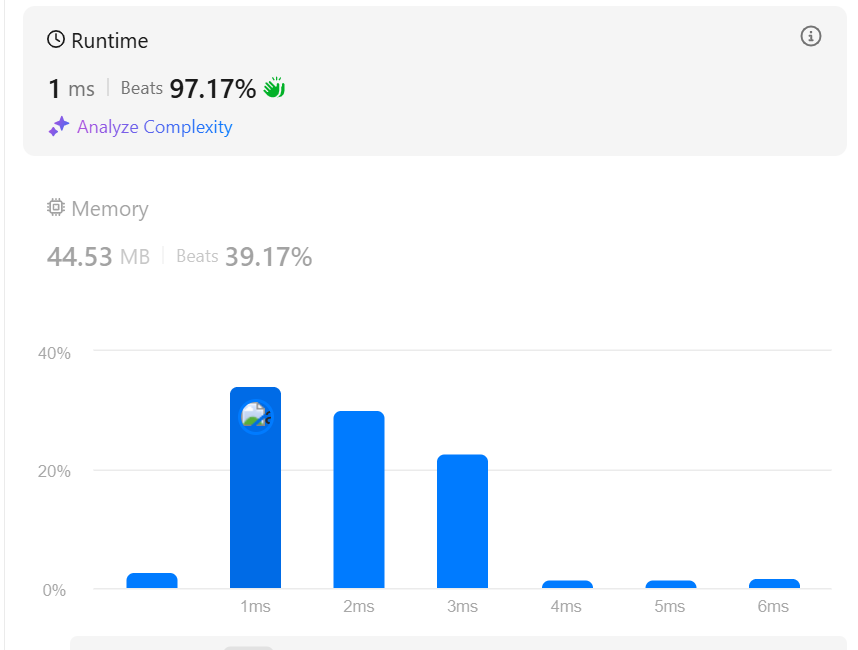 Runtime
1 ms Beats 97.17%
Analyze Complexity
Memory
44.53 MB Beats 39.17%
40%
20%
0%
1ms 2ms 3ms 4ms 5ms 6ms